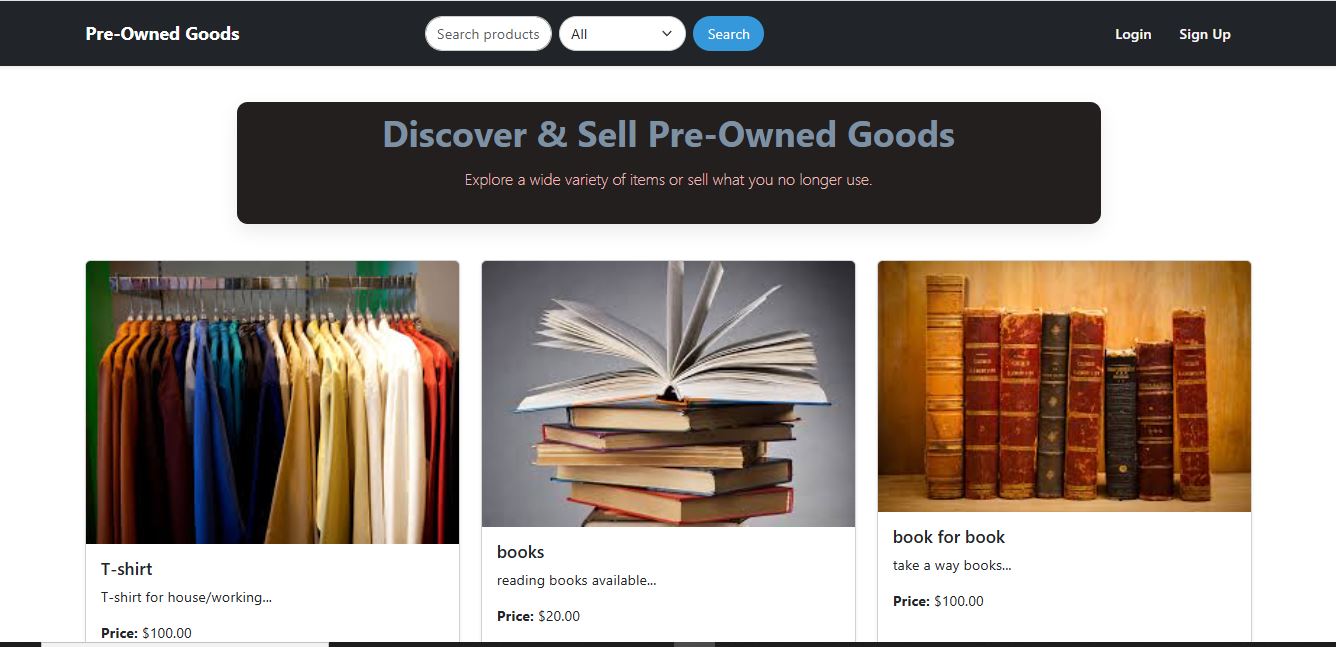 Pre-Owned Goods
Search products
All
Search
Login
Sign Up
Discover & Sell Pre-Owned Goods
Explore a wide variety of items or sell what you no longer use.
T-shirt
T-shirt for house/working...
Price: $100.00
books
reading books available...
Price: $20.00
book for book
take a way books...
Price: $100.00